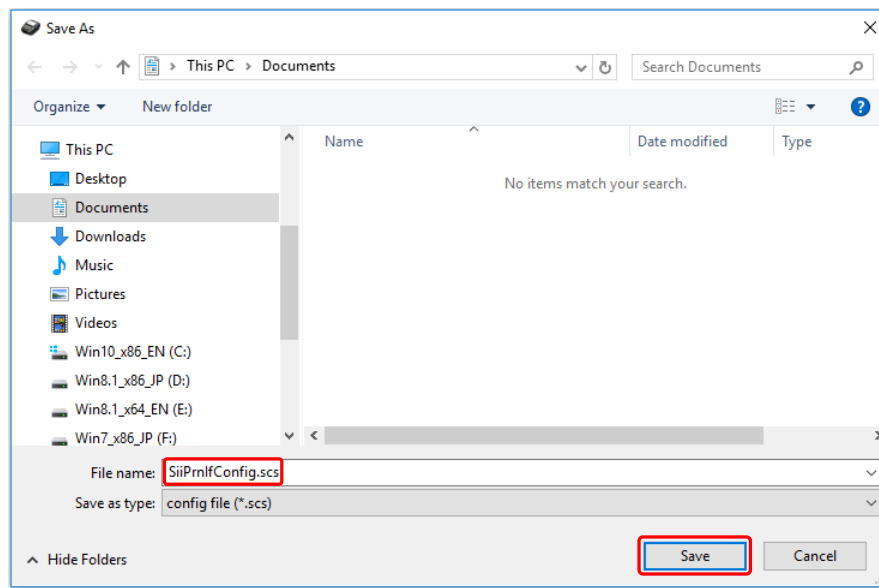 Save As
This PC > Documents
Search Documents
Organize
New folder
?
Name
Date modified
Type
No items match your search.
This PC
Desktop
Documents
Downloads
Music
Pictures
Videos
Win10_x86_EN (C:)
Win8.1_x86_JP (D:)
Win8.1_x64_EN (E:)
Win7_x86_JP (F:)
File name: SiiPrnIfConfig.scs
Save as type: config file (*.scs)
Hide Folders
Save
Cancel